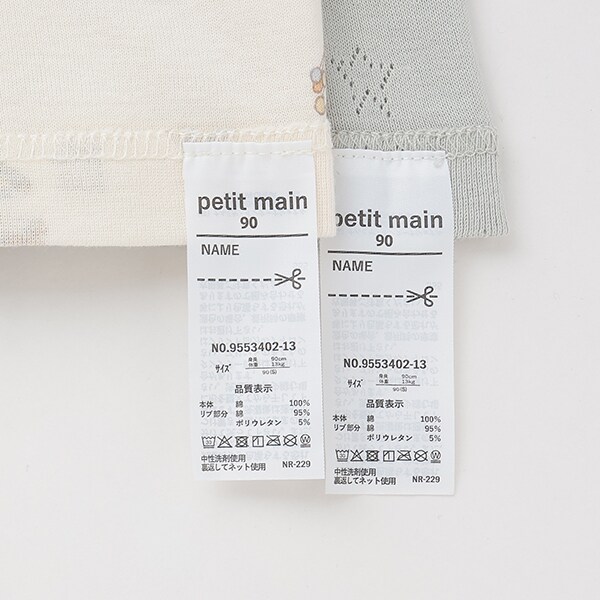 petit main
90
NAME
NO.9553402-13
サイズ
身長 90cm
体重 13kg
90(S)
品質表示
本体 綿 100%
リブ部分 綿 95%
ポリウレタン 5%
中性洗剤使用
裏返してネット使用 NR-229
petit main
90
NAME
NO.9553402-13
サイズ
身長 90cm
体重 13kg
90(S)
品質表示
本体 綿 100%
リブ部分 綿 95%
ポリウレタン 5%
中性洗剤使用
裏返してネット使用 NR-229